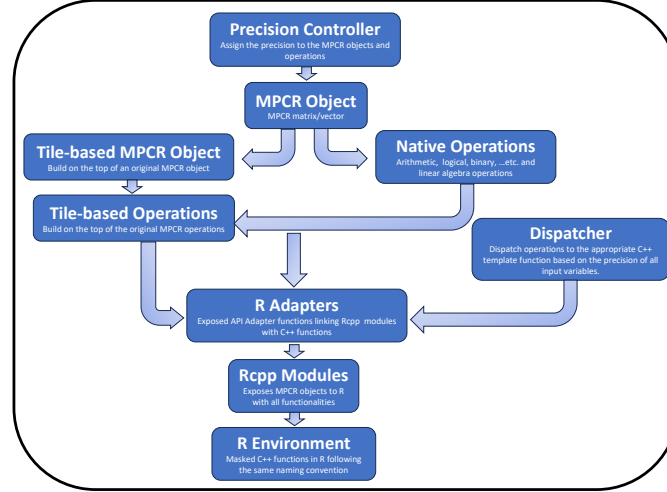 Precision Controller
Assign the precision to the MPCR objects and
operations
MPCR Object
MPCR matrix/vector
Tile-based MPCR Object
Build on the top of an original MPCR object
Native Operations
Arithmetic, logical, binary, ...etc. and
linear algebra operations
Tile-based Operations
Build on the top of the original MPCR operations
Dispatcher
Dispatch operations to the appropriate C++
template function based on the precision of all
input variables.
R Adapters
Exposed API Adapter functions linking Rcpp modules
with C++ functions
Rcpp Modules
Exposes MPCR objects to R
with all functionalities
R Environment
Masked C++ functions in R following
the same naming convention